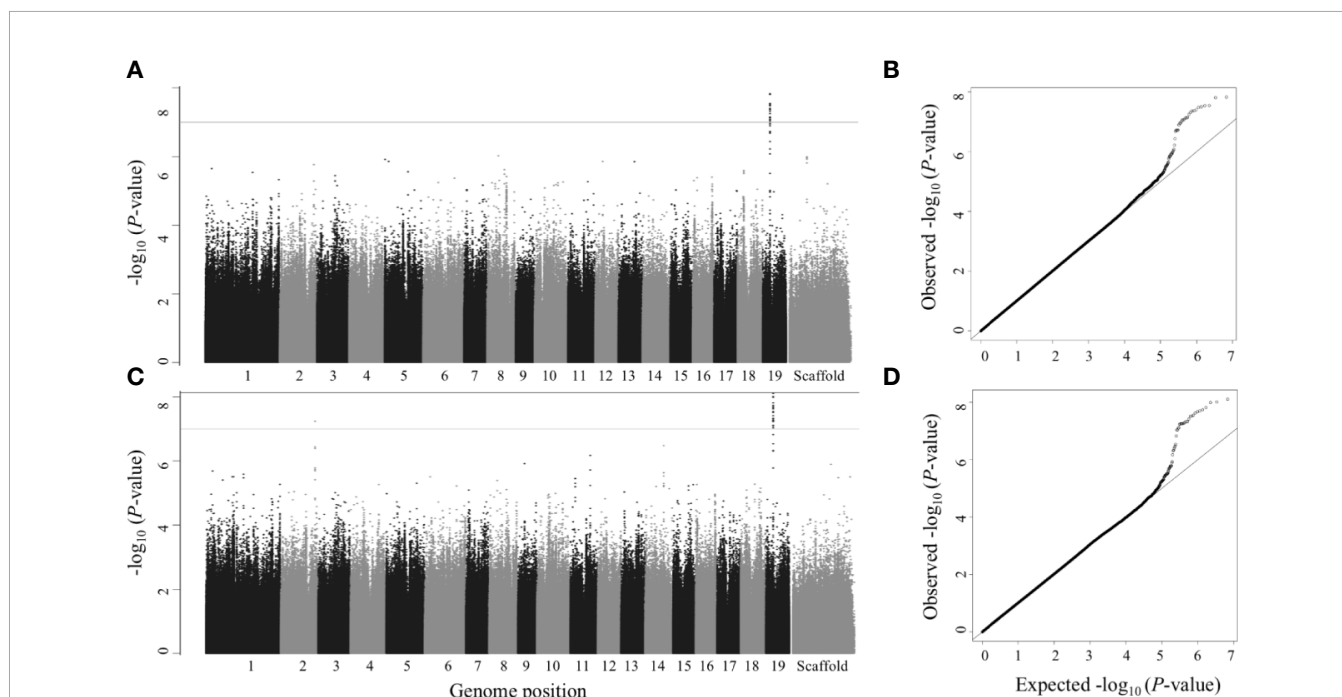 A
-log10 (P-value)
0 2 4 6 8
1 2 3 4 5 6 7 8 9 10 11 12 13 14 15 16 17 18 19 Scaffold
B
Observed -log10 (P-value)
0 2 4 6 8
0 1 2 3 4 5 6 7
C
-log10 (P-value)
0 2 4 6 8
1 2 3 4 5 6 7 8 9 10 11 12 13 14 15 16 17 18 19 Scaffold
Genome position
D
Observed -log10 (P-value)
0 2 4 6 8
0 1 2 3 4 5 6 7
Expected -log10 (P-value)